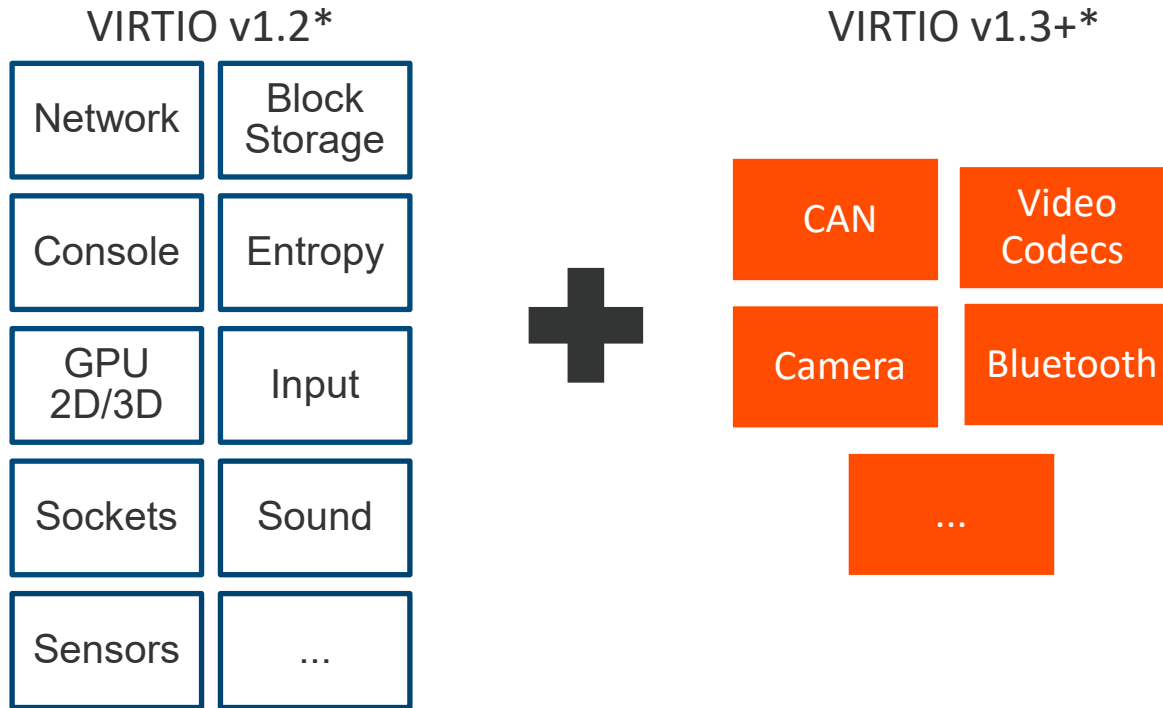 VIRTIO v1.2*
Network
Block
Storage
Console
Entropy
GPU
2D/3D
Input
Sockets
Sound
Sensors
...
VIRTIO v1.3+*
CAN
Video
Codecs
Camera
Bluetooth
...